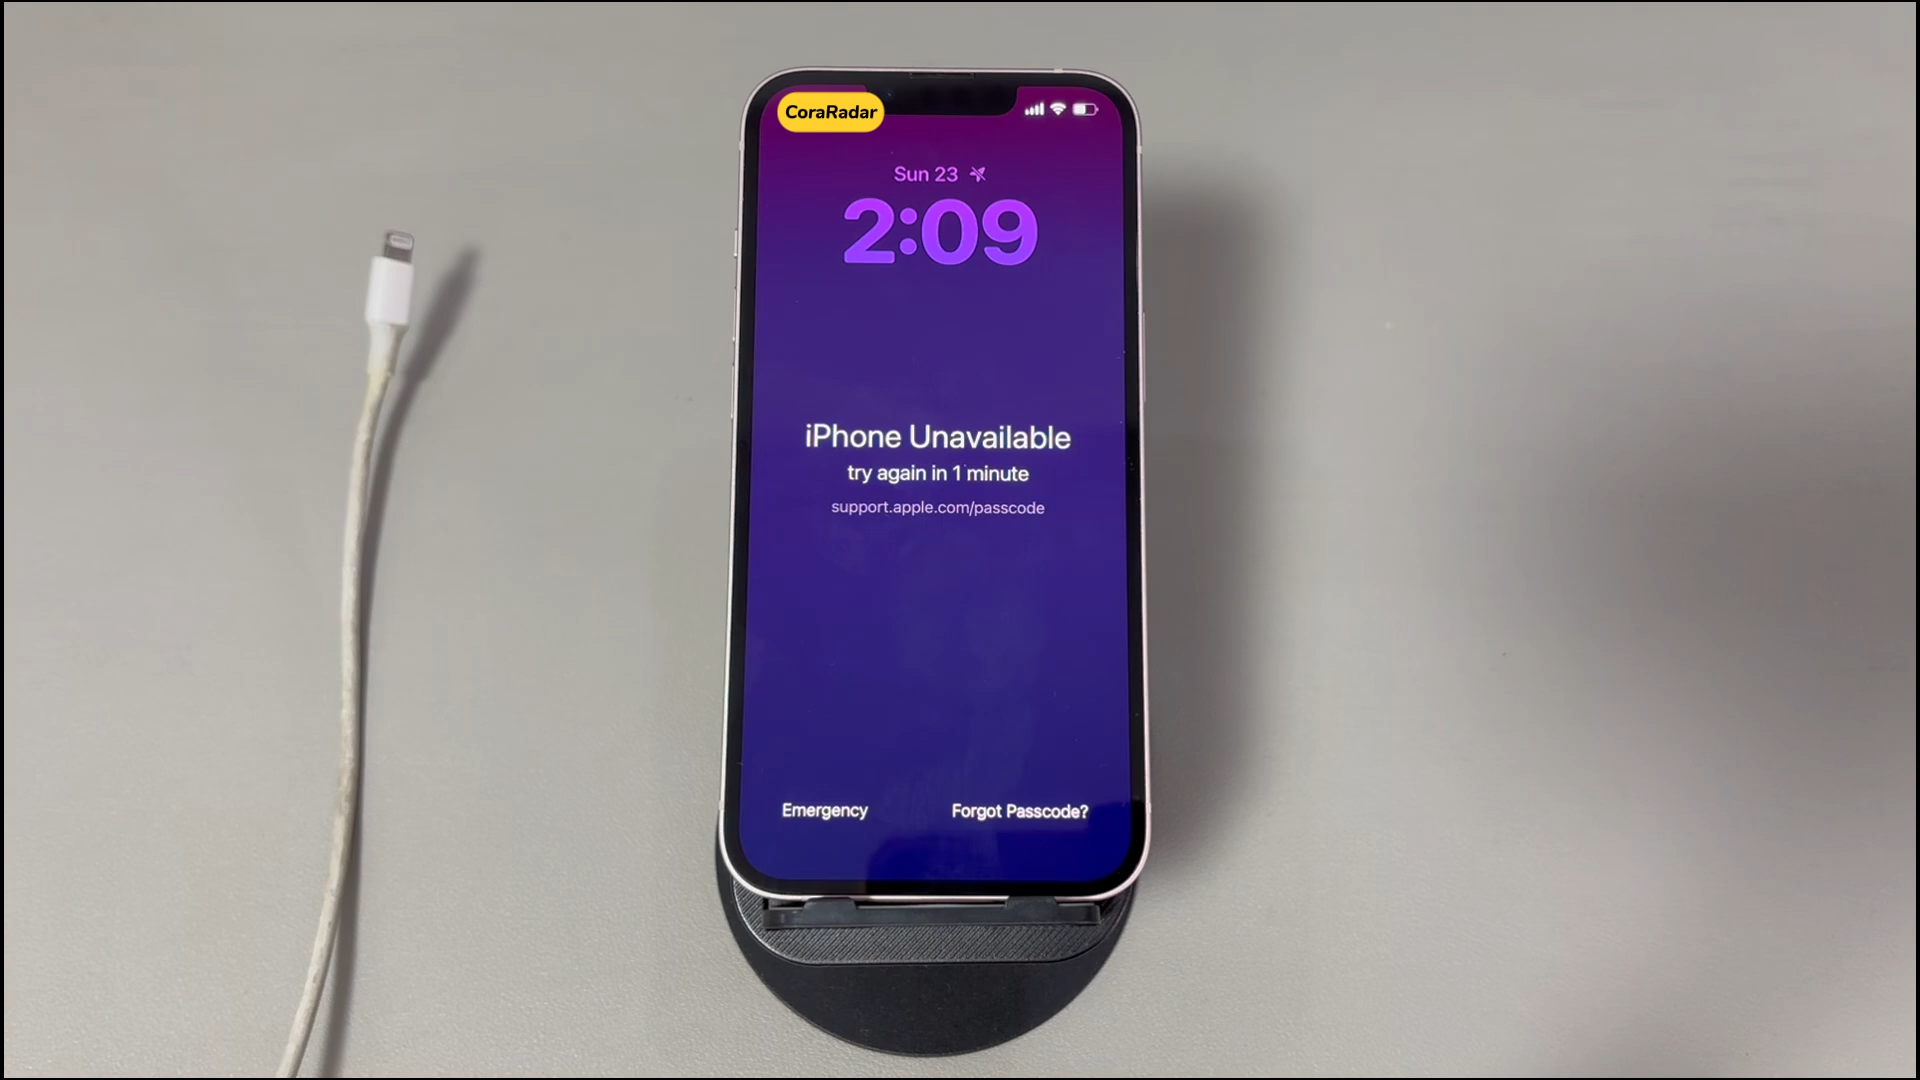 CoraRadar
Sun 23
2:09
iPhone Unavailable
try again in 1 minute
support.apple.com/passcode
Emergency
Forgot Passcode?